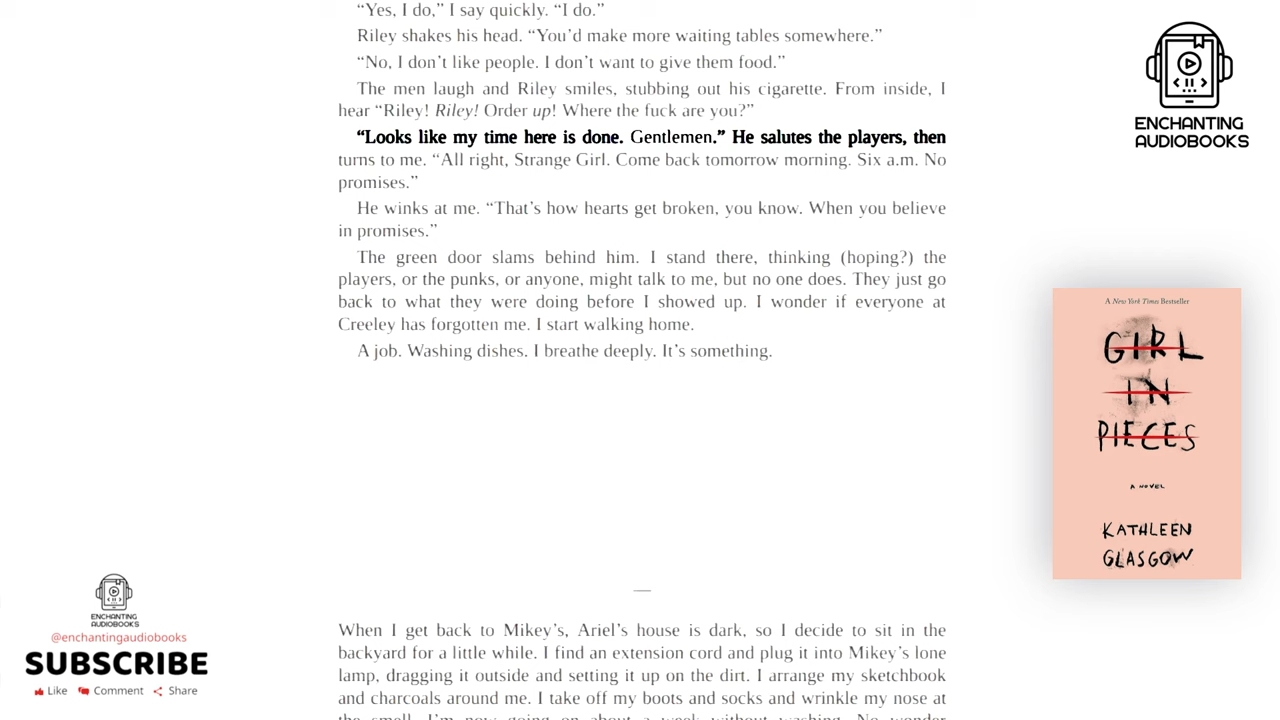 “Yes, I do,” I say quickly. “I do.”
Riley shakes his head. “You’d make more waiting tables somewhere.”
“No, I don’t like people. I don’t want to give them food.”
The men laugh and Riley smiles, stubbing out his cigarette. From inside, I
hear “Riley! Riley! Order up! Where the fuck are you?”
“Looks like my time here is done. Gentlemen.” He salutes the players, then
turns to me. “All right, Strange Girl. Come back tomorrow morning. Six a.m. No
promises.”
He winks at me. “That’s how hearts get broken, you know. When you believe
in promises.”
The green door slams behind him. I stand there, thinking (hoping?) the
players, or the punks, or anyone, might talk to me, but no one does. They just go
back to what they were doing before I showed up. I wonder if everyone at
Creeley has forgotten me. I start walking home.
A job. Washing dishes. I breathe deeply. It’s something.
—
When I get back to Mikey’s, Ariel’s house is dark, so I decide to sit in the
backyard for a little while. I find an extension cord and plug it into Mikey’s lone
lamp, dragging it outside and setting it up on the dirt. I arrange my sketchbook
and charcoals around me. I take off my boots and socks and wrinkle my nose at
the smell. I’m now going on about a week without washing. No wonder
ENCHANTING
AUDIOBOOKS
A New York Times Bestseller
GIRL
IN
PIECES
A NOVEL
KATHLEEN
GLASGOW
ENCHANTING
AUDIOBOOKS
@enchantingaudiobooks
SUBSCRIBE
Like Comment Share